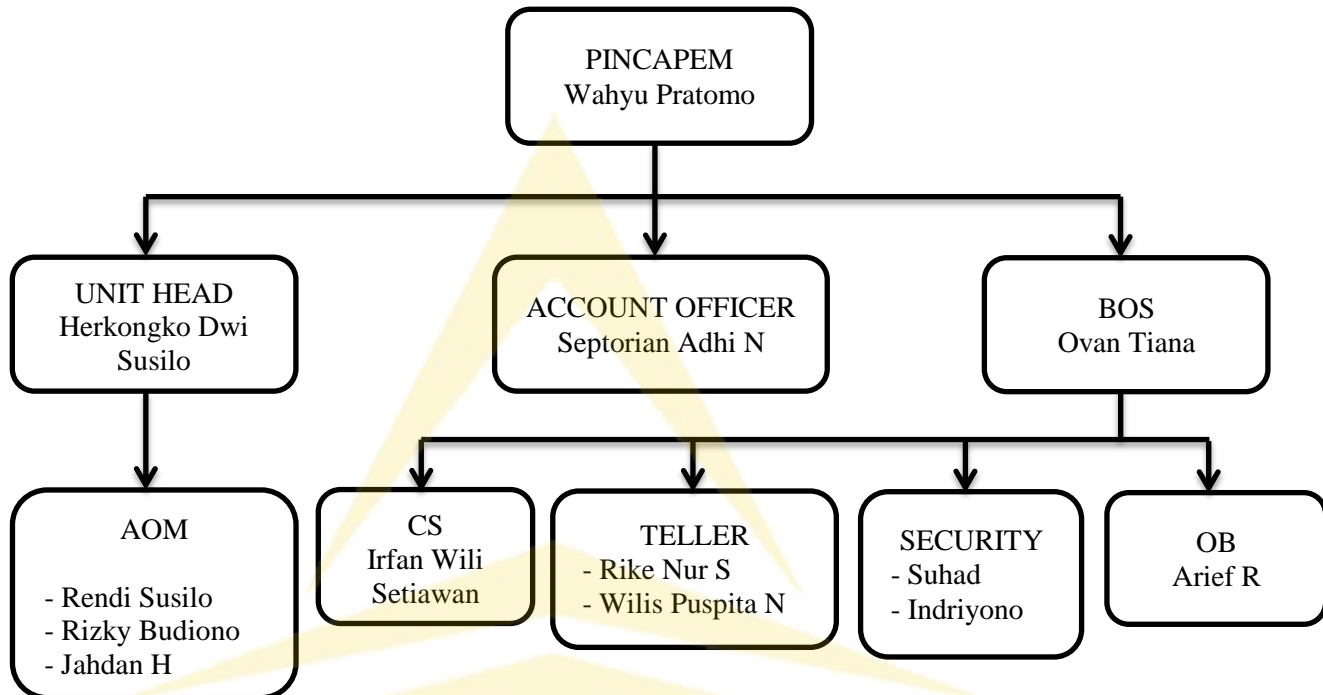 PINCAPEM
Wahyu Pratomo
UNIT HEAD
Herkongko Dwi
Susilo
ACCOUNT OFFICER
Septorian Adhi N
BOS
Ovan Tiana
AOM
- Rendi Susilo
- Rizky Budiono
- Jahdan H
CS
Irfan Wili
Setiawan
TELLER
- Rike Nur S
- Wilis Puspita N
SECURITY
- Suhad
- Indriyono
OB
Arief R